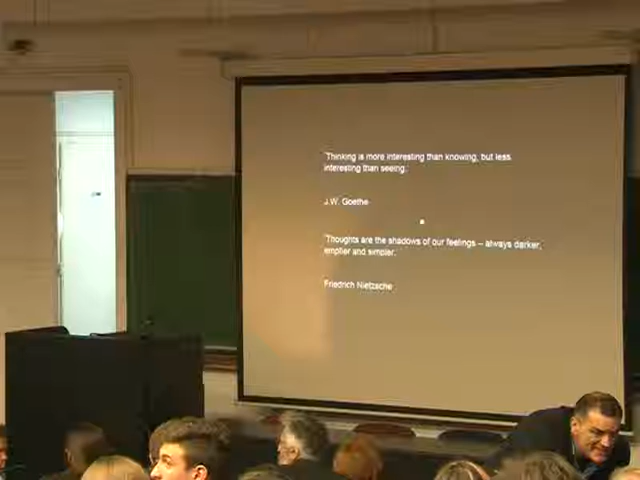 "Thinking is more interesting than knowing, but less
interesting than seeing."
J.W. Goethe
"Thoughts are the shadows of our feelings – always darker,
emptier and simpler.
Friedrich Nietzsche